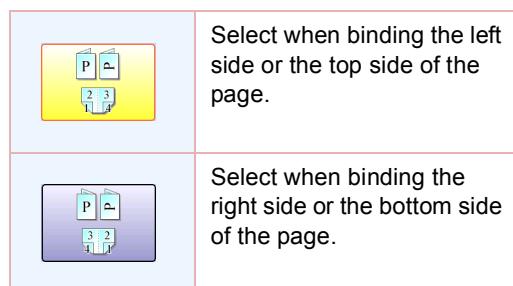 P P
2 3
1 4
Select when binding the left
side or the top side of the
page.
P P
3 2
4 1
Select when binding the
right side or the bottom side
of the page.